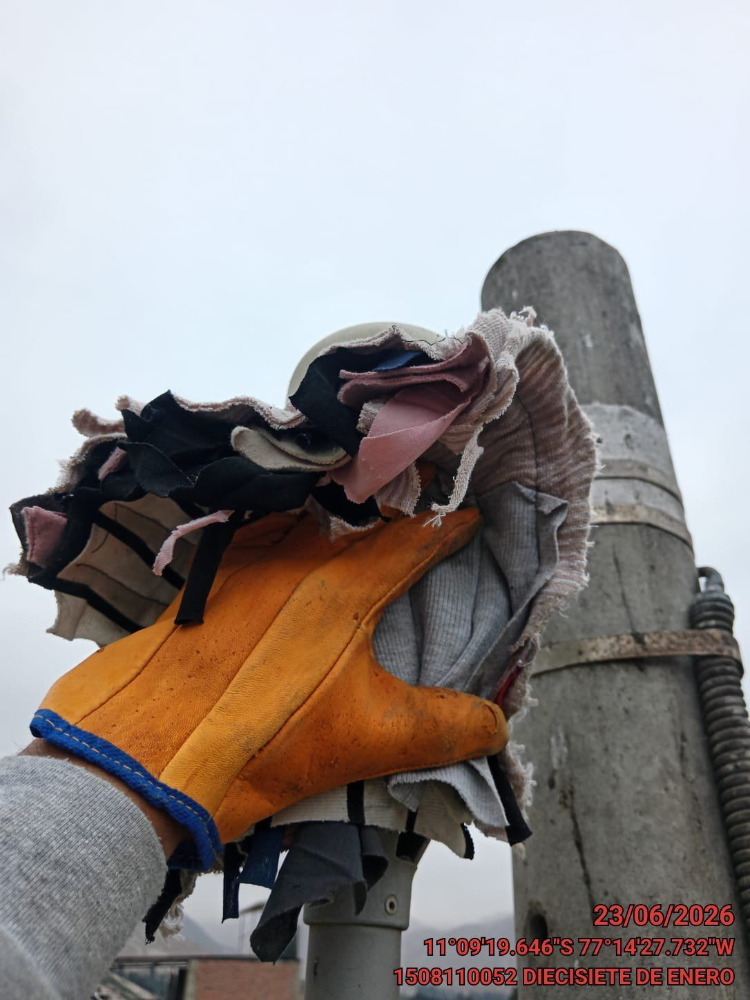 23/06/2026
11°09'19.646"S 77°14'27.732"W
1508110052 DIECISIETE DE ENERO